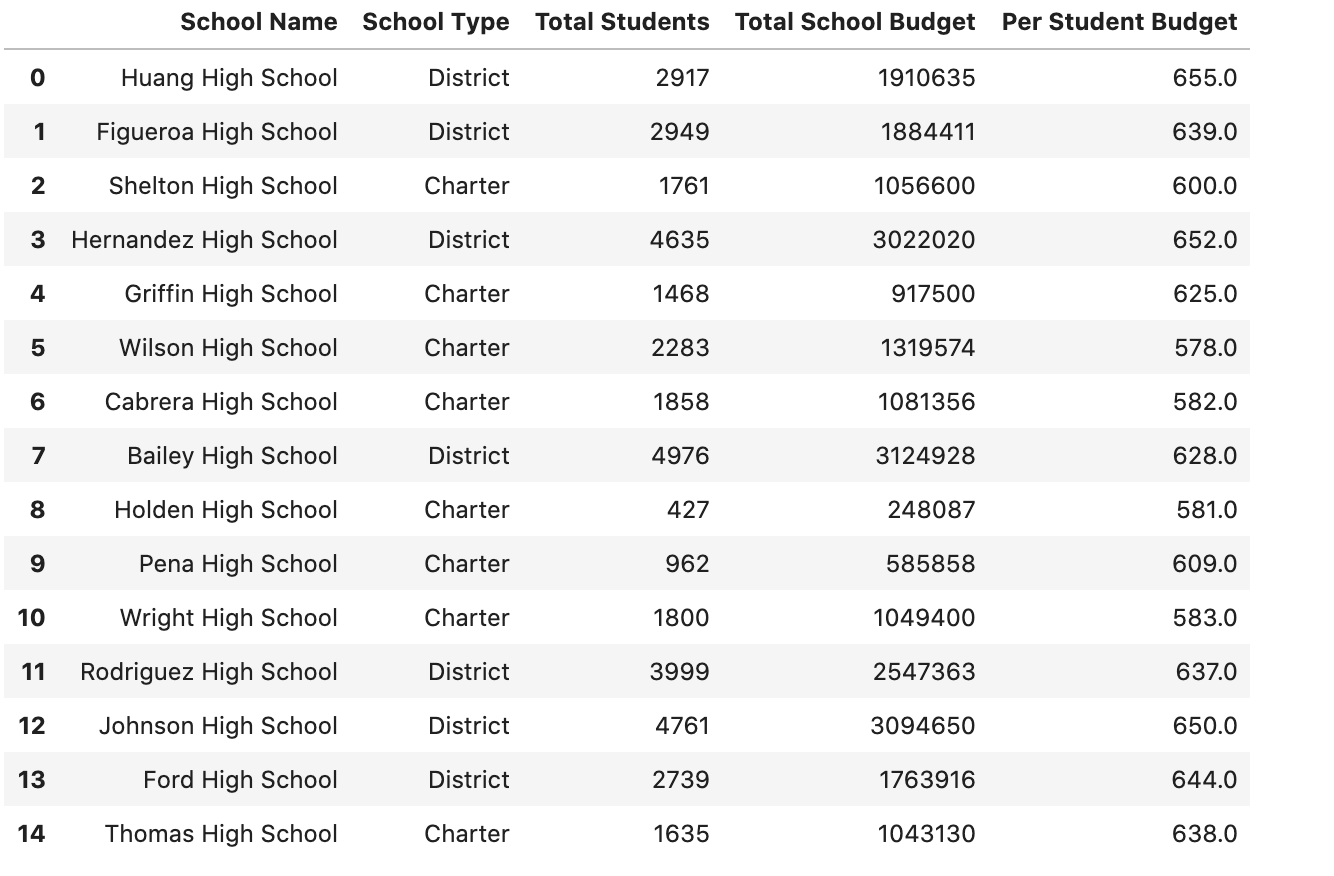 School Name School Type Total Students Total School Budget Per Student Budget
0 Huang High School District 2917 1910635 655.0
1 Figueroa High School District 2949 1884411 639.0
2 Shelton High School Charter 1761 1056600 600.0
3 Hernandez High School District 4635 3022020 652.0
4 Griffin High School Charter 1468 917500 625.0
5 Wilson High School Charter 2283 1319574 578.0
6 Cabrera High School Charter 1858 1081356 582.0
7 Bailey High School District 4976 3124928 628.0
8 Holden High School Charter 427 248087 581.0
9 Pena High School Charter 962 585858 609.0
10 Wright High School Charter 1800 1049400 583.0
11 Rodriguez High School District 3999 2547363 637.0
12 Johnson High School District 4761 3094650 650.0
13 Ford High School District 2739 1763916 644.0
14 Thomas High School Charter 1635 1043130 638.0